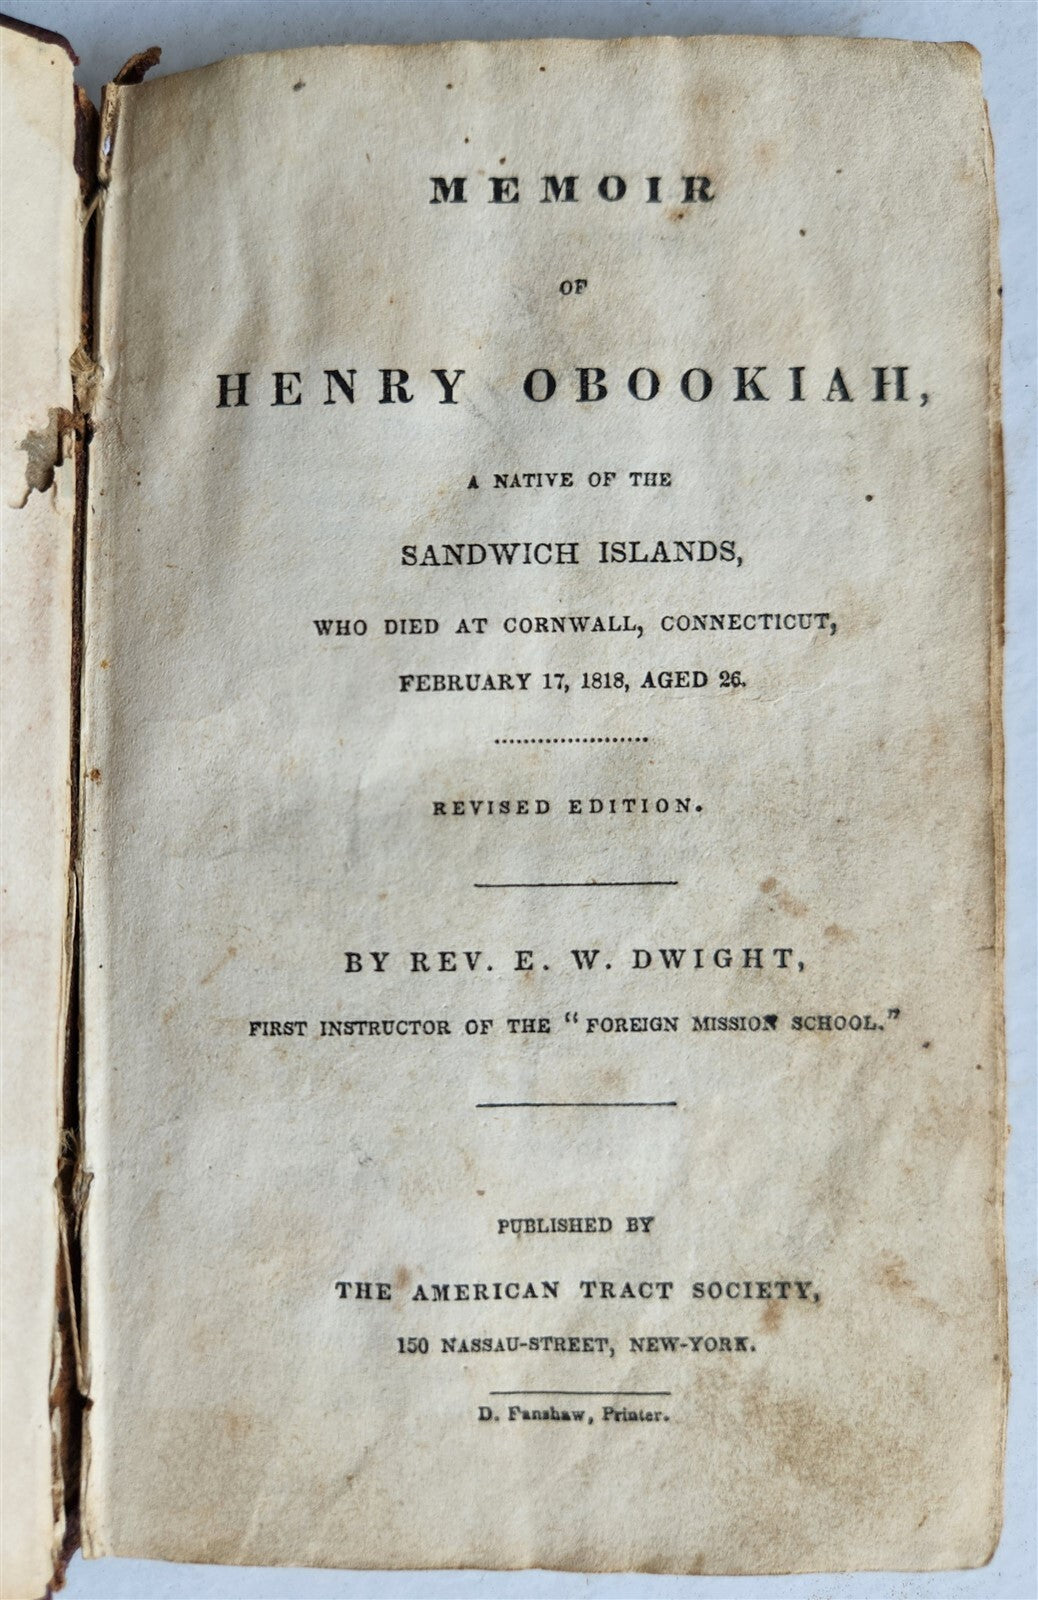 MEMOIR
OF
HENRY OBOOKIAH,
A NATIVE OF THE
SANDWICH ISLANDS,
WHO DIED AT CORNWALL, CONNECTICUT,
FEBRUARY 17, 1818, AGED 26.
.....................
REVISED EDITION.
BY REV. E. W. DWIGHT,
FIRST INSTRUCTOR OF THE “FOREIGN MISSION SCHOOL.”
PUBLISHED BY
THE AMERICAN TRACT SOCIETY,
150 NASSAU-STREET, NEW-YORK.
D. Fanshaw, Printer.